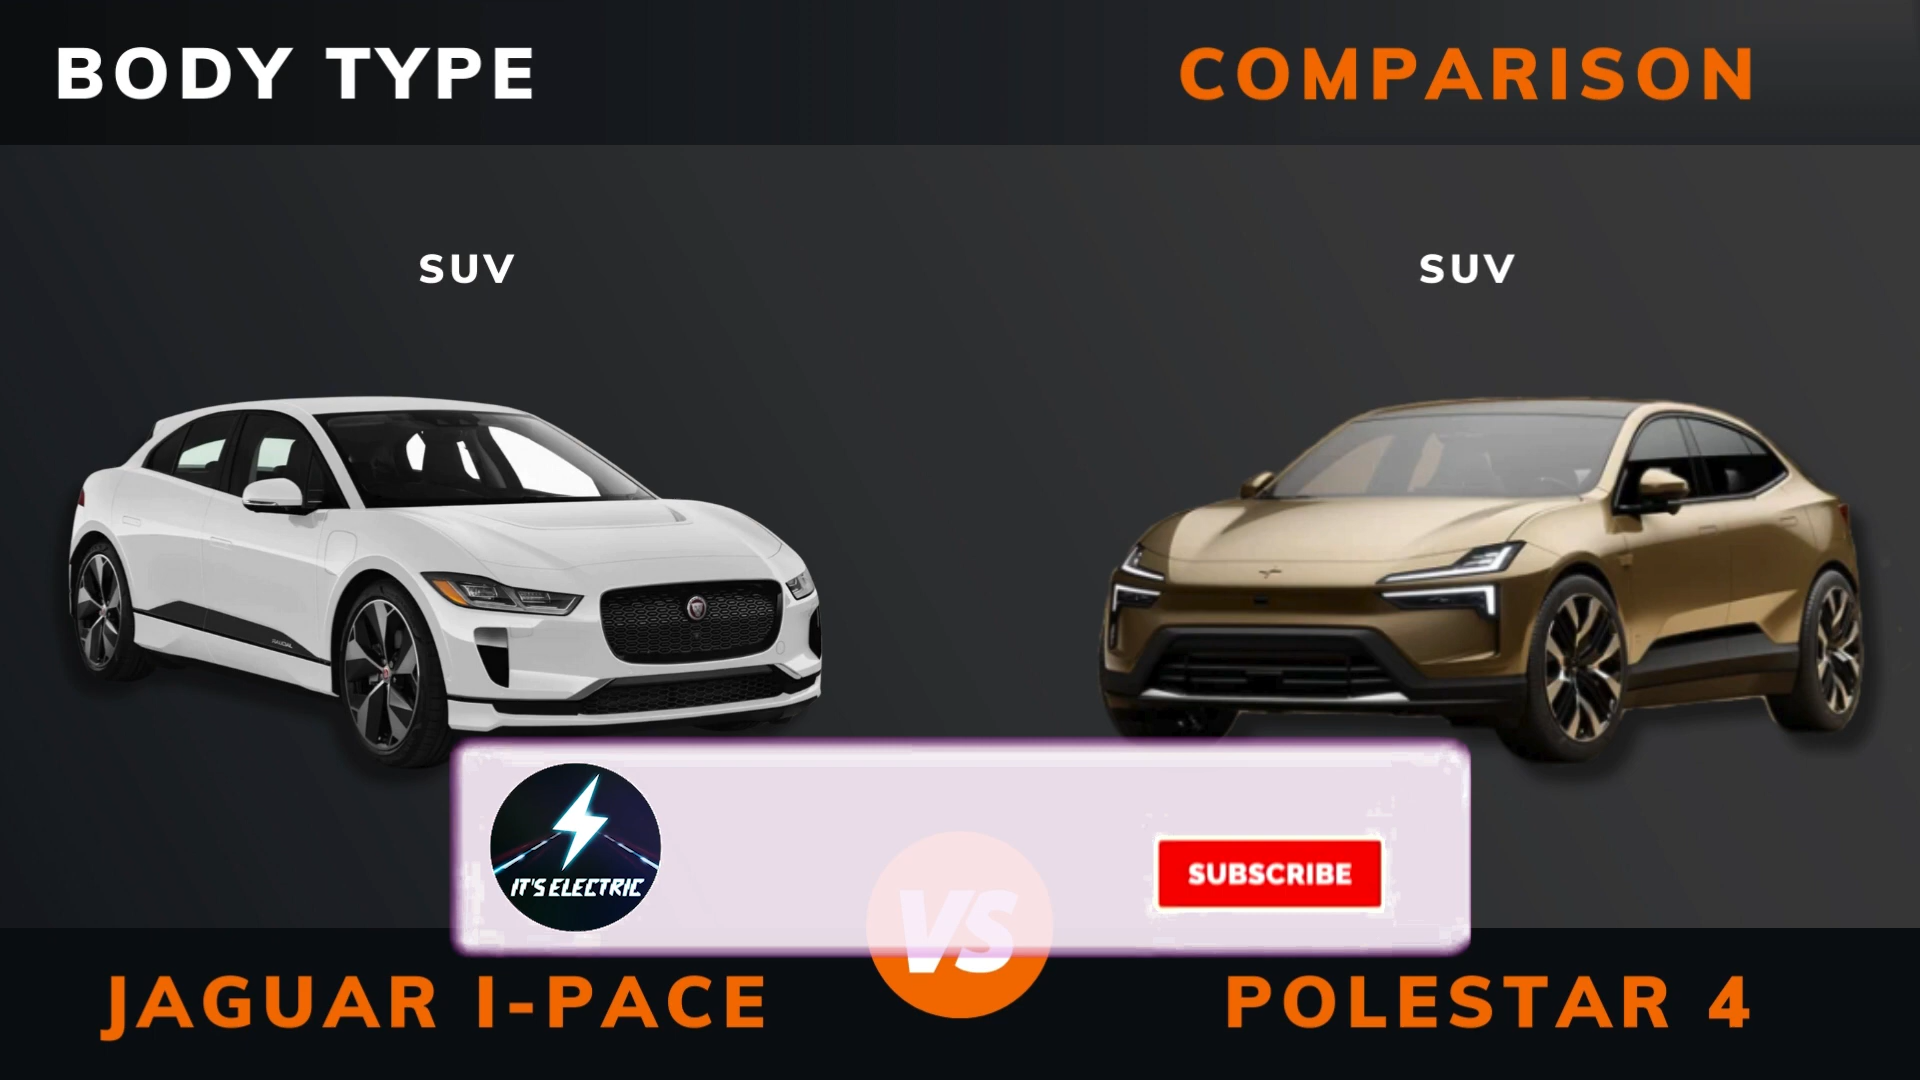 BODY TYPE
COMPARISON
SUV
SUV
IT'S ELECTRIC
SUBSCRIBE
VS
JAGUAR I-PACE
POLESTAR 4